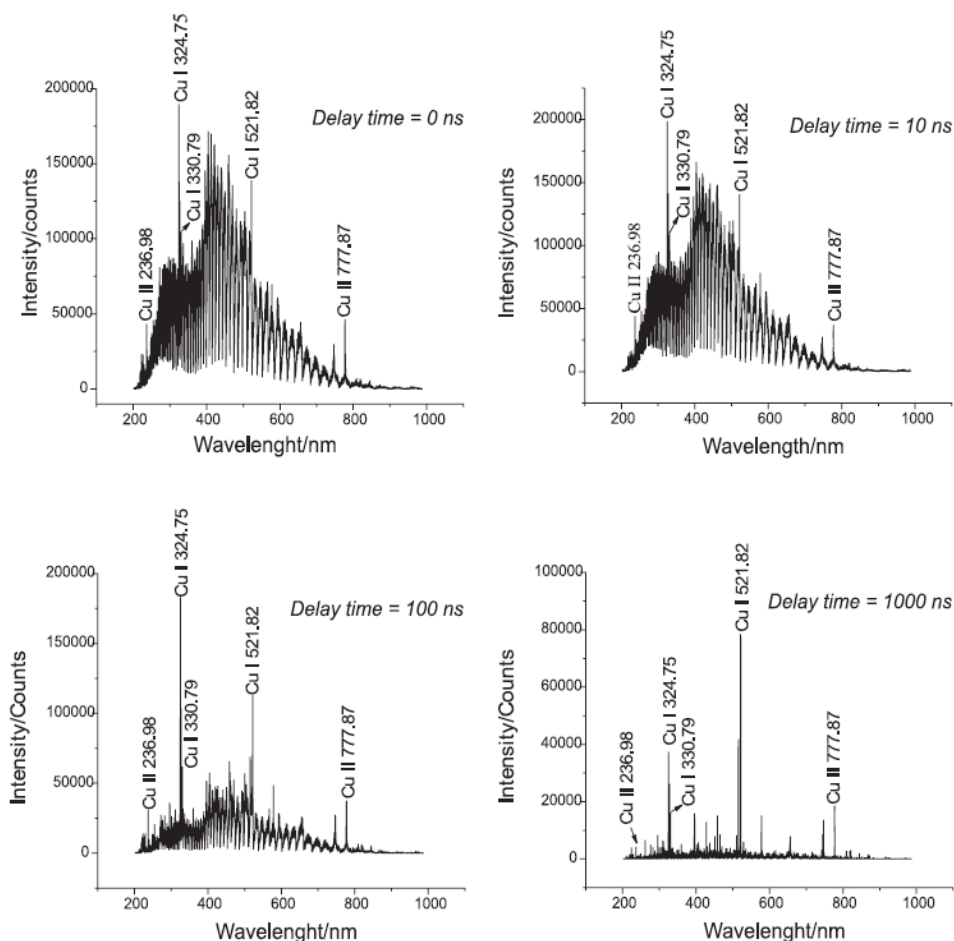 Cu I 324.75
Cu I 330.79
Cu I 521.82
Cu II 236.98
Cu II 777.87
Delay time = 0 ns
Intensity/counts
200000
150000
100000
50000
0
200 400 600 800 1000
Wavelenght/nm
Cu I 324.75
Cu I 330.79
Cu I 521.82
Cu II 236.98
Cu II 777.87
Delay time = 10 ns
Intensity/counts
200000
150000
100000
50000
0
200 400 600 800 1000
Wavelength/nm
Cu I 324.75
Cu I 330.79
Cu I 521.82
Cu II 236.98
Cu II 777.87
Delay time = 100 ns
Intensity/Counts
200000
150000
100000
50000
0
200 400 600 800 1000
Wavelenght/nm
Cu I 521.82
Cu I 324.75
Cu I 330.79
Cu II 236.98
Cu II 777.87
Delay time = 1000 ns
Intensity/Counts
100000
80000
60000
40000
20000
0
200 400 600 800 1000
Wavelenght/nm